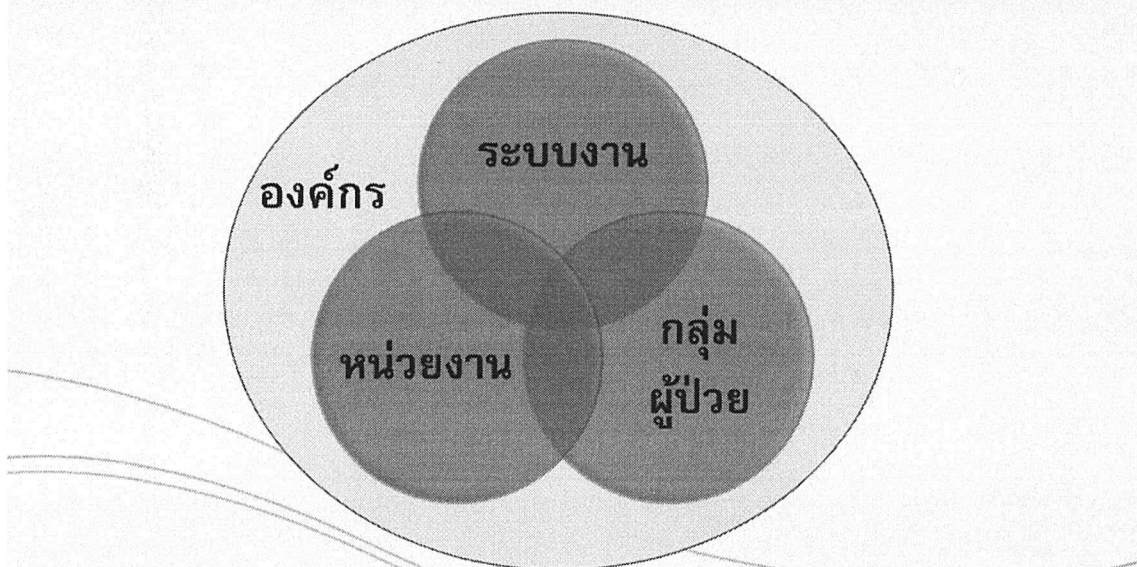 ระบบงาน
องค์กร
หน่วยงาน
กลุ่ม
ผู้ป่วย